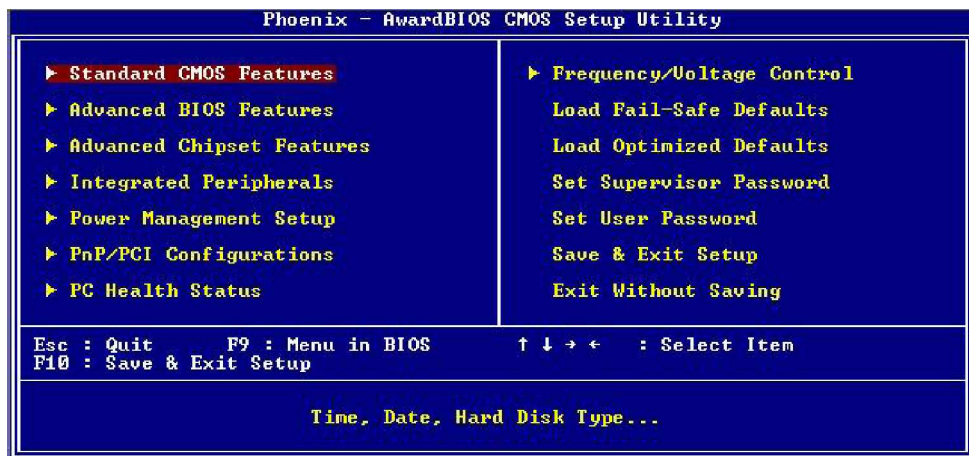 Phoenix - AwardBIOS CMOS Setup Utility
▶ Standard CMOS Features
▶ Advanced BIOS Features
▶ Advanced Chipset Features
▶ Integrated Peripherals
▶ Power Management Setup
▶ PnP/PCI Configurations
▶ PC Health Status
▶ Frequency/Voltage Control
Load Fail-Safe Defaults
Load Optimized Defaults
Set Supervisor Password
Set User Password
Save & Exit Setup
Exit Without Saving
Esc : Quit F9 : Menu in BIOS ↑ ↓ → ← : Select Item
F10 : Save & Exit Setup
Time, Date, Hard Disk Type...